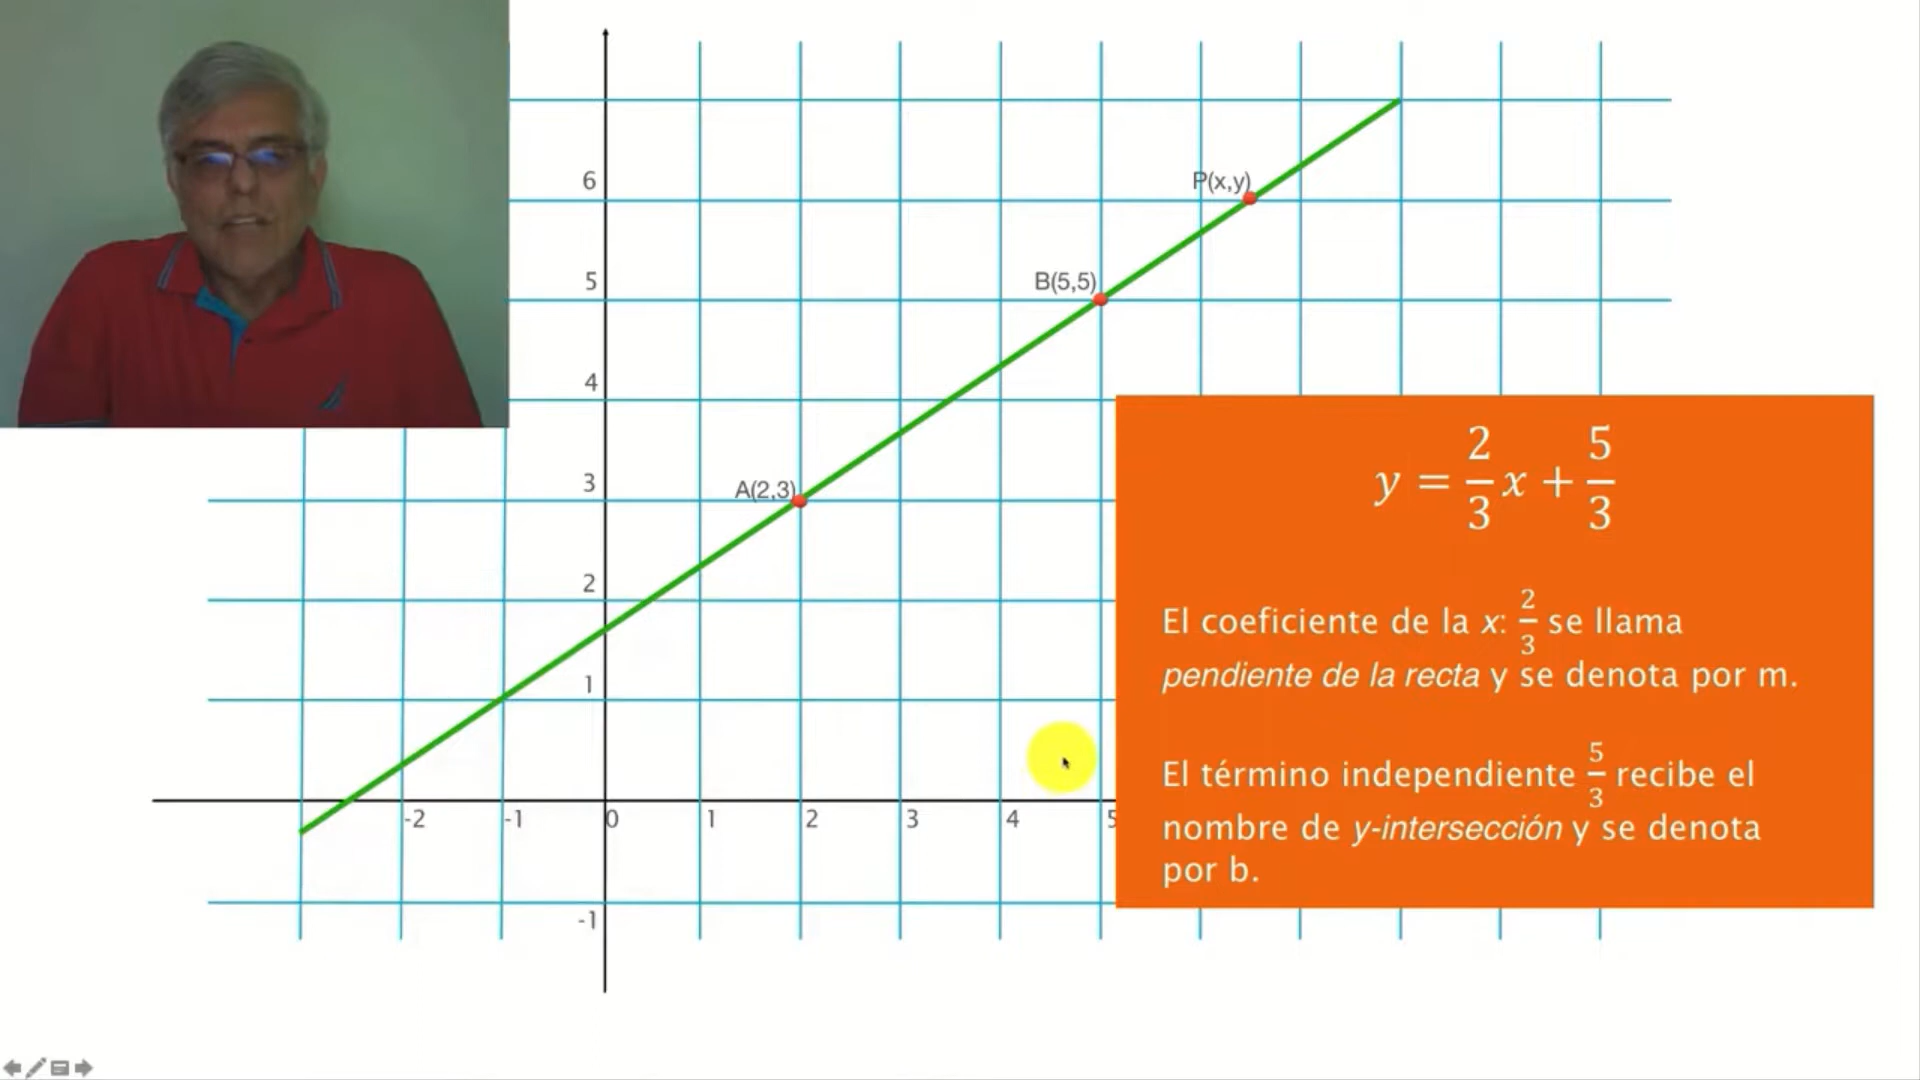 6
P(x,y)
5
B(5,5)
4
3
A(2,3)
2
1
-2 -1 0 1 2 3 4 5
-1
y = 2/3 x + 5/3
El coeficiente de la x: 2/3 se llama
pendiente de la recta y se denota por m.
El término independiente 5/3 recibe el
nombre de y-intersección y se denota
por b.